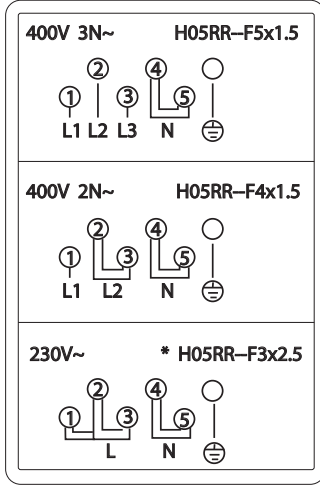 400V 3N~ H05RR–F5x1.5
2 4
1 3 5
L1 L2 L3 N
400V 2N~ H05RR–F4x1.5
2 4
1 3 5
L1 L2 N
230V~ * H05RR–F3x2.5
2 4
1 3 5
L N